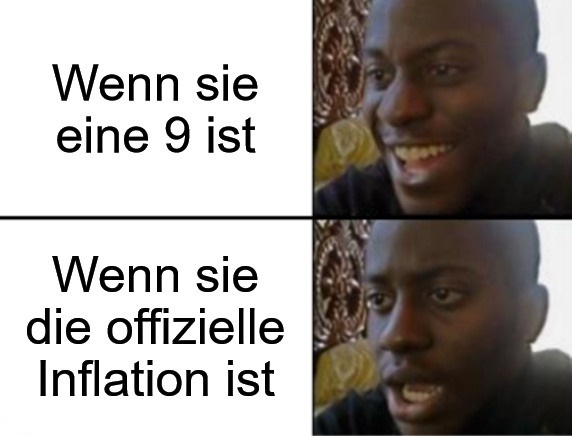 Wenn sie
eine 9 ist
Wenn sie
die offizielle
Inflation ist